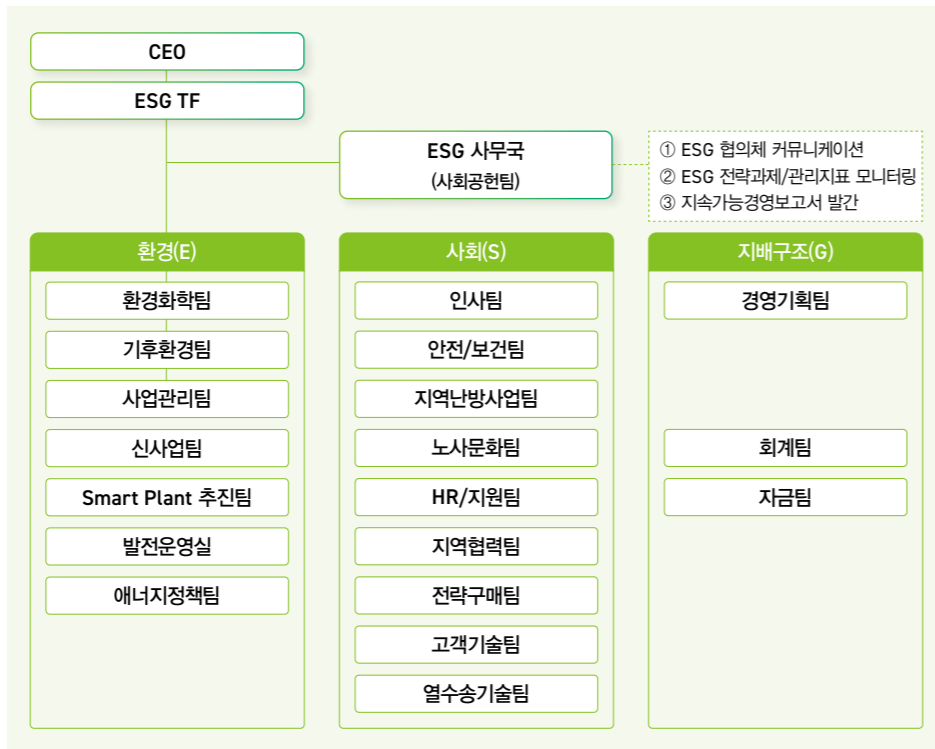 CEO
ESG TF
ESG 사무국
(사회공헌팀)
① ESG 협의체 커뮤니케이션
② ESG 전략과제/관리지표 모니터링
③ 지속가능경영보고서 발간
환경(E)
환경화학팀
기후환경팀
사업관리팀
신사업팀
Smart Plant 추진팀
발전운영실
애너지정책팀
사회(S)
인사팀
안전/보건팀
지역난방사업팀
노사문화팀
HR/지원팀
지역협력팀
전략구매팀
고객기술팀
열수송기술팀
지배구조(G)
경영기획팀
회계팀
자금팀